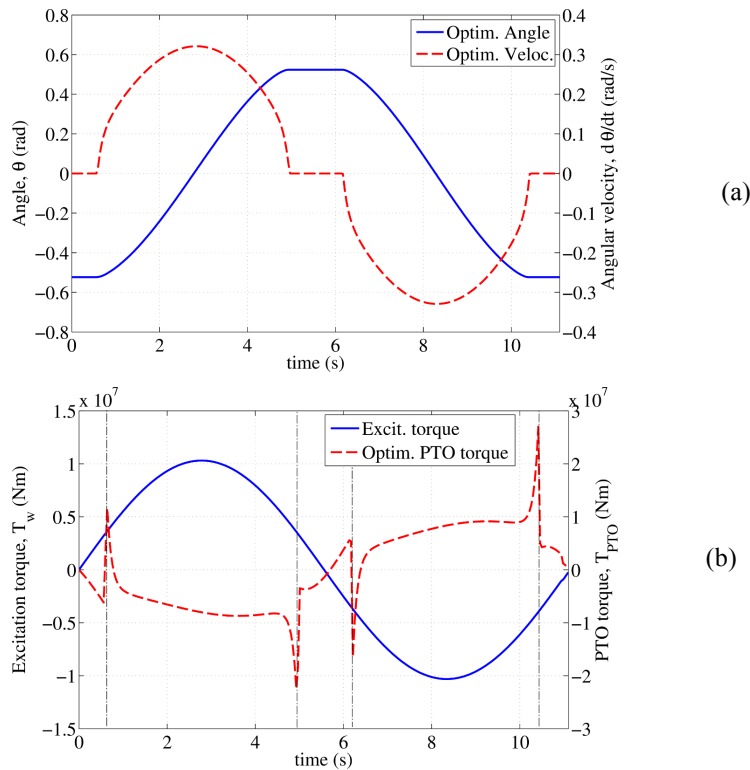 0.8 0.4
Optim. Angle
Optim. Veloc.
0.6 0.3
0.4 0.2
0.2 0.1
0 0
−0.2 −0.1
−0.4 −0.2
−0.6 −0.3
−0.8 −0.4
Angle, θ (rad)
Angular velocity, d θ/dt (rad/s)
(a)
0 2 4 6 8 10
time (s)
x 10^7 x 10^7
1.5 3
Excit. torque
Optim. PTO torque
1 2
0.5 1
0 0
−0.5 −1
−1 −2
−1.5 −3
Excitation torque, T_w (Nm)
PTO torque, T_PTO (Nm)
(b)
0 2 4 6 8 10
time (s)